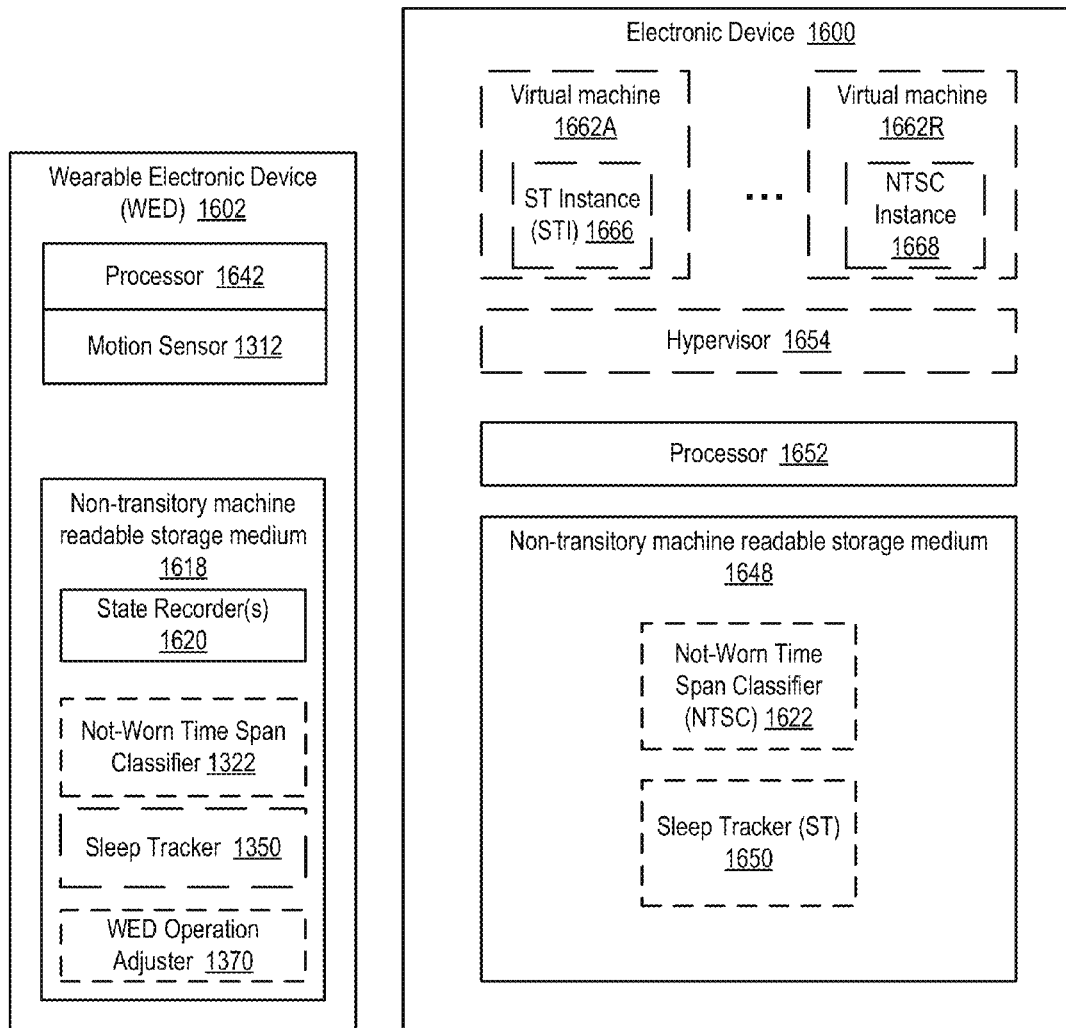 Wearable Electronic Device
(WED) 1602
Processor 1642
Motion Sensor 1312
Non-transitory machine
readable storage medium
1618
State Recorder(s)
1620
Not-Worn Time Span
Classifier 1322
Sleep Tracker 1350
WED Operation
Adjuster 1370
Electronic Device 1600
Virtual machine
1662A
ST Instance
(STI) 1666
...
Virtual machine
1662R
NTSC
Instance
1668
Hypervisor 1654
Processor 1652
Non-transitory machine readable storage medium
1648
Not-Worn Time
Span Classifier
(NTSC) 1622
Sleep Tracker (ST)
1650